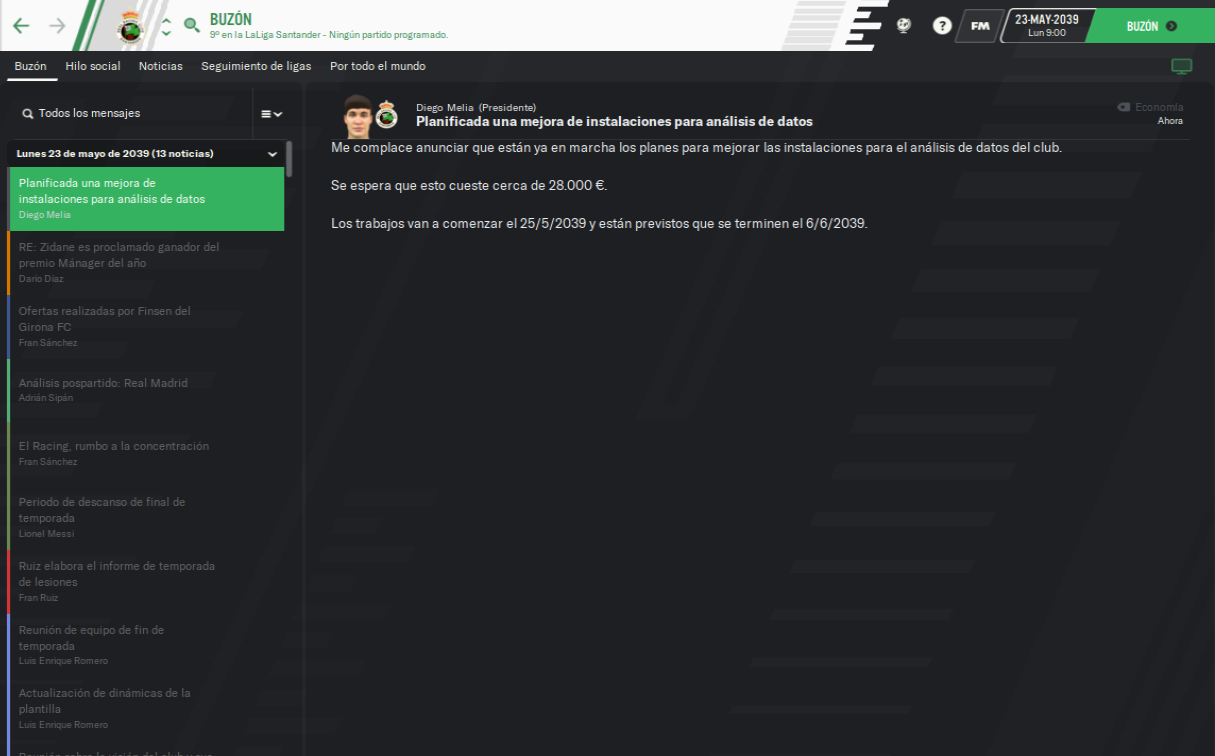 BUZÓN
9º en la LaLiga Santander - Ningún partido programado.
?
FM
23-MAY-2039
Lun 9:00
BUZÓN
Buzón
Hilo social
Noticias
Seguimiento de ligas
Por todo el mundo
Todos los mensajes
Lunes 23 de mayo de 2039 (13 noticias)
Planificada una mejora de
instalaciones para análisis de datos
Diego Melia
RE: Zidane es proclamado ganador del
premio Mánager del año
Dario Díaz
Ofertas realizadas por Finsen del
Girona FC
Fran Sánchez
Análisis pospartido: Real Madrid
Adrián Sipán
El Racing, rumbo a la concentración
Fran Sánchez
Periodo de descanso de final de
temporada
Lionel Messi
Ruiz elabora el informe de temporada
de lesiones
Fran Ruiz
Reunión de equipo de fin de
temporada
Luis Enrique Romero
Actualización de dinámicas de la
plantilla
Luis Enrique Romero
Reunión sobre la visión del club y sus
Diego Melia (Presidente)
Planificada una mejora de instalaciones para análisis de datos
Economía
Ahora
Me complace anunciar que están ya en marcha los planes para mejorar las instalaciones para el análisis de datos del club.
Se espera que esto cueste cerca de 28.000 €.
Los trabajos van a comenzar el 25/5/2039 y están previstos que se terminen el 6/6/2039.